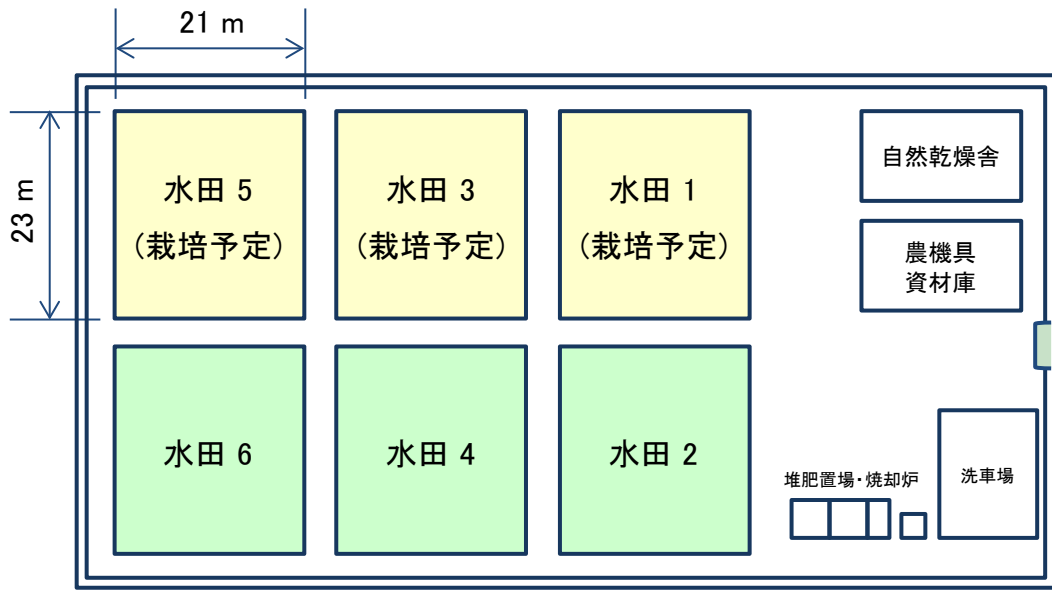 21 m
23 m
水田 5
(栽培予定)
水田 3
(栽培予定)
水田 1
(栽培予定)
自然乾燥舎
農機具
資材庫
水田 6
水田 4
水田 2
堆肥置場・焼却炉
洗車場